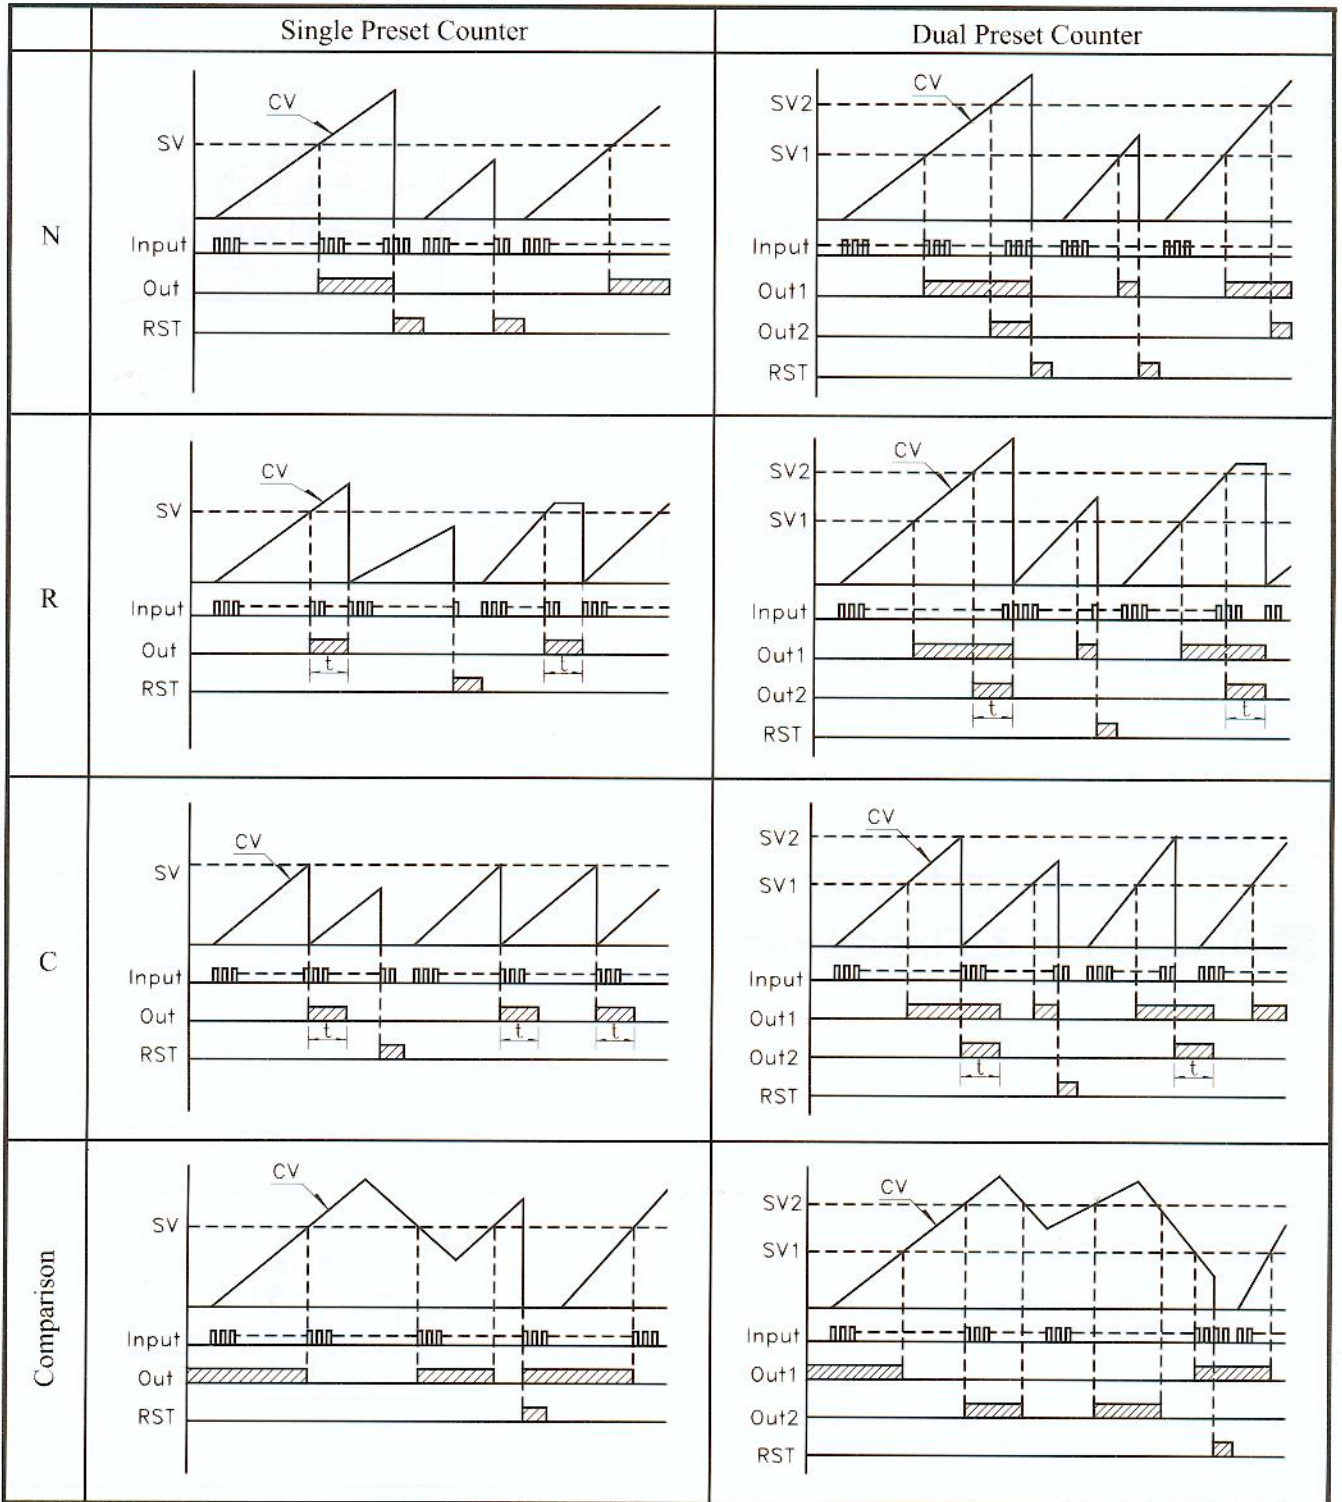 Single Preset Counter
Dual Preset Counter
N
CV
SV
Input
Out
RST
CV
SV2
SV1
Input
Out1
Out2
RST
R
CV
SV
Input
Out
t
t
RST
CV
SV2
SV1
Input
Out1
Out2
t
t
RST
C
CV
SV
Input
Out
t
t
t
RST
CV
SV2
SV1
Input
Out1
Out2
t
t
RST
Comparison
CV
SV
Input
Out
RST
CV
SV2
SV1
Input
Out1
Out2
RST